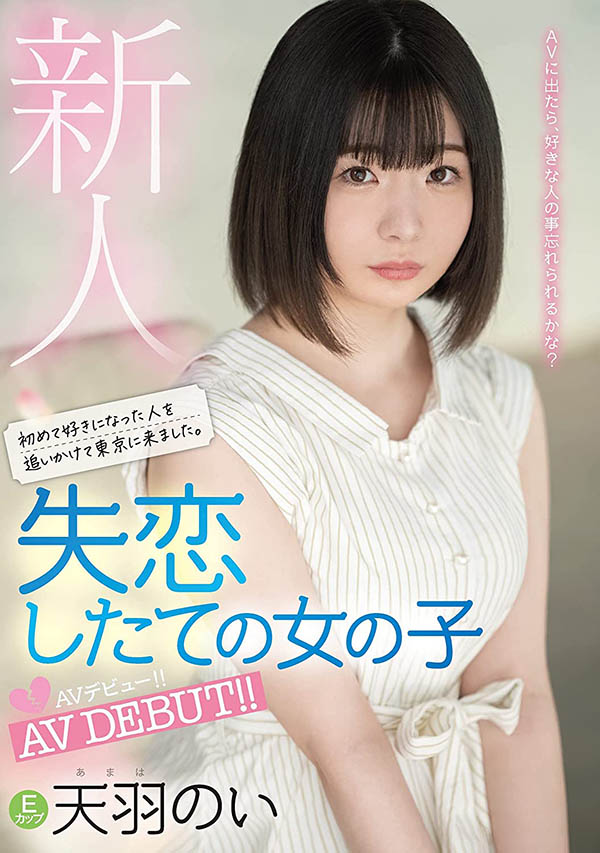 新人
AVに出たら、好きな人の事忘れられるかな？
初めて好きになった人を
追いかけて東京に来ました。
失恋
したての女の子
AVデビュー!!
AV DEBUT!!
あまは
Eカップ
天羽のい